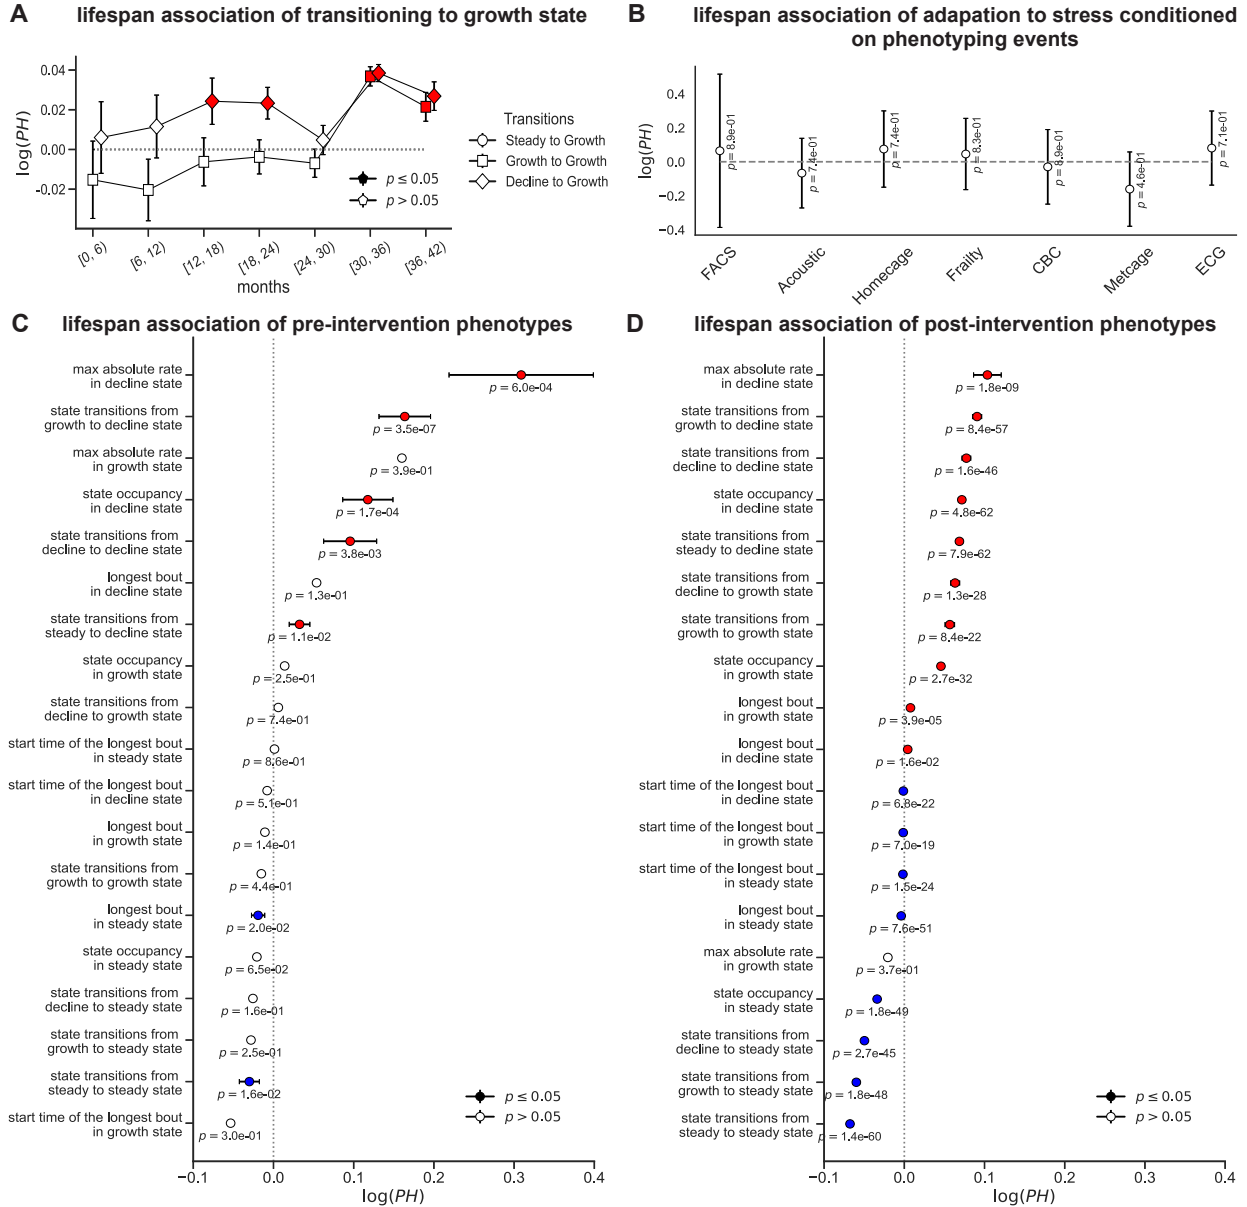 A
lifespan association of transitioning to growth state
log(PH)
0.04
0.02
0.00
-0.02
[0, 6)
[6, 12)
[12, 18)
[18, 24)
[24, 30)
[30, 36)
[36, 42)
months
p ≤ 0.05
p > 0.05
Transitions
Steady to Growth
Growth to Growth
Decline to Growth
B
lifespan association of adapation to stress conditioned
on phenotyping events
log(PH)
0.4
0.2
0.0
−0.2
−0.4
p = 8.9e-01
p = 7.4e-01
p = 7.4e-01
p = 8.3e-01
p = 8.9e-01
p = 4.6e-01
p = 7.1e-01
FACS
Acoustic
Homecage
Frailty
CBC
Metcage
ECG
C
lifespan association of pre-intervention phenotypes
max absolute rate
in decline state
p = 6.0e-04
state transitions from
growth to decline state
p = 3.5e-07
max absolute rate
in growth state
p = 3.9e-01
state occupancy
in decline state
p = 1.7e-04
state transitions from
decline to decline state
p = 3.8e-03
longest bout
in decline state
p = 1.3e-01
state transitions from
steady to decline state
p = 1.1e-02
state occupancy
in growth state
p = 2.5e-01
state transitions from
decline to growth state
p = 7.4e-01
start time of the longest bout
in steady state
p = 8.6e-01
start time of the longest bout
in decline state
p = 5.1e-01
longest bout
in growth state
p = 1.4e-01
state transitions from
growth to growth state
p = 4.4e-01
longest bout
in steady state
p = 2.0e-02
state occupancy
in steady state
p = 6.5e-02
state transitions from
decline to steady state
p = 1.6e-01
state transitions from
growth to steady state
p = 2.5e-01
state transitions from
steady to steady state
p = 1.6e-02
start time of the longest bout
in growth state
p = 3.0e-01
p ≤ 0.05
p > 0.05
−0.1
0.0
0.1
0.2
0.3
0.4
log(PH)
D
lifespan association of post-intervention phenotypes
max absolute rate
in decline state
p = 1.8e-09
state transitions from
growth to decline state
p = 8.4e-57
state transitions from
decline to decline state
p = 1.6e-46
state occupancy
in decline state
p = 4.8e-62
state transitions from
steady to decline state
p = 7.9e-62
state transitions from
decline to growth state
p = 1.3e-28
state transitions from
growth to growth state
p = 8.4e-22
state occupancy
in growth state
p = 2.7e-32
longest bout
in growth state
p = 3.9e-05
longest bout
in decline state
p = 1.6e-02
start time of the longest bout
in decline state
p = 6.8e-22
start time of the longest bout
in growth state
p = 7.0e-19
start time of the longest bout
in steady state
p = 1.5e-24
longest bout
in steady state
p = 7.6e-51
max absolute rate
in growth state
p = 3.7e-01
state occupancy
in steady state
p = 1.8e-49
state transitions from
decline to steady state
p = 2.7e-45
state transitions from
growth to steady state
p = 1.8e-48
state transitions from
steady to steady state
p = 1.4e-60
p ≤ 0.05
p > 0.05
−0.1
0.0
0.1
0.2
0.3
0.4
log(PH)